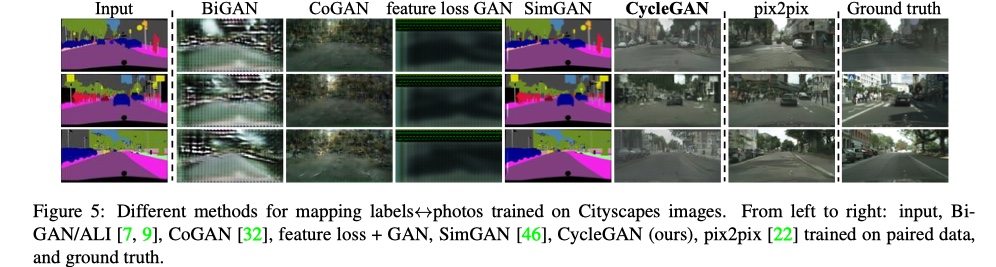 Input BiGAN CoGAN feature loss GAN SimGAN CycleGAN pix2pix Ground truth
Figure 5: Different methods for mapping labels↔photos trained on Cityscapes images. From left to right: input, Bi-
GAN/ALI [7, 9], CoGAN [32], feature loss + GAN, SimGAN [46], CycleGAN (ours), pix2pix [22] trained on paired data,
and ground truth.